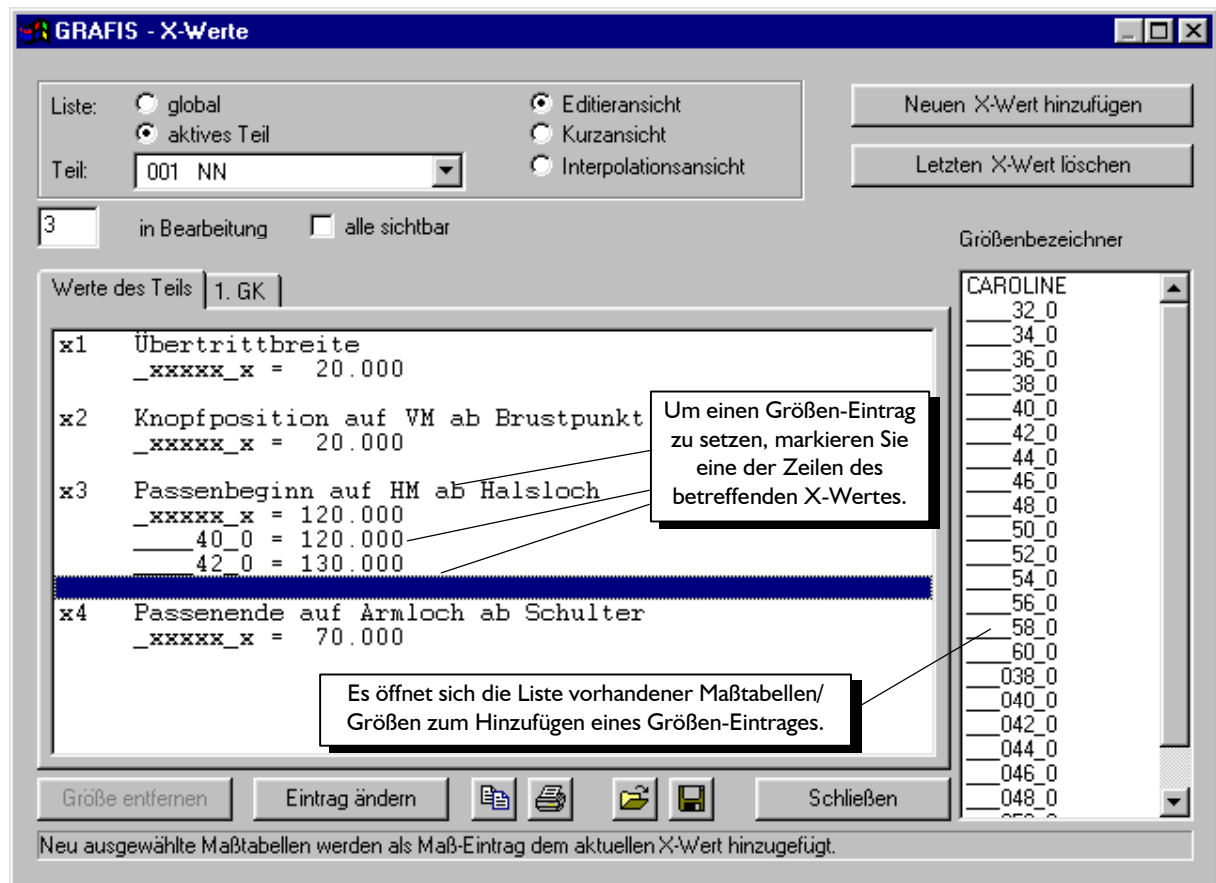 GRAFIS - X-Werte
Liste:
global
aktives Teil
Teil:
001 NN
Editieransicht
Kurzansicht
Interpolationsansicht
Neuen X-Wert hinzufügen
Letzten X-Wert löschen
3
in Bearbeitung
alle sichtbar
Größenbezeichner
Werte des Teils
1. GK
x1 Übertrittbreite
_xxxxx_x = 20.000
x2 Knopfposition auf VM ab Brustpunkt
_xxxxx_x = 20.000
x3 Passenbeginn auf HM ab Halsloch
_xxxxx_x = 120.000
____40_0 = 120.000
____42_0 = 130.000
x4 Passenende auf Armloch ab Schulter
_xxxxx_x = 70.000
Um einen Größen-Eintrag
zu setzen, markieren Sie
eine der Zeilen des
betreffenden X-Wertes.
Es öffnet sich die Liste vorhandener Maßtabellen/
Größen zum Hinzufügen eines Größen-Eintrages.
CAROLINE
____32_0
____34_0
____36_0
____38_0
____40_0
____42_0
____44_0
____46_0
____48_0
____50_0
____52_0
____54_0
____56_0
____58_0
____60_0
___038_0
___040_0
___042_0
___044_0
___046_0
___048_0
Größe entfernen
Eintrag ändern
Schließen
Neu ausgewählte Maßtabellen werden als Maß-Eintrag dem aktuellen X-Wert hinzugefügt.